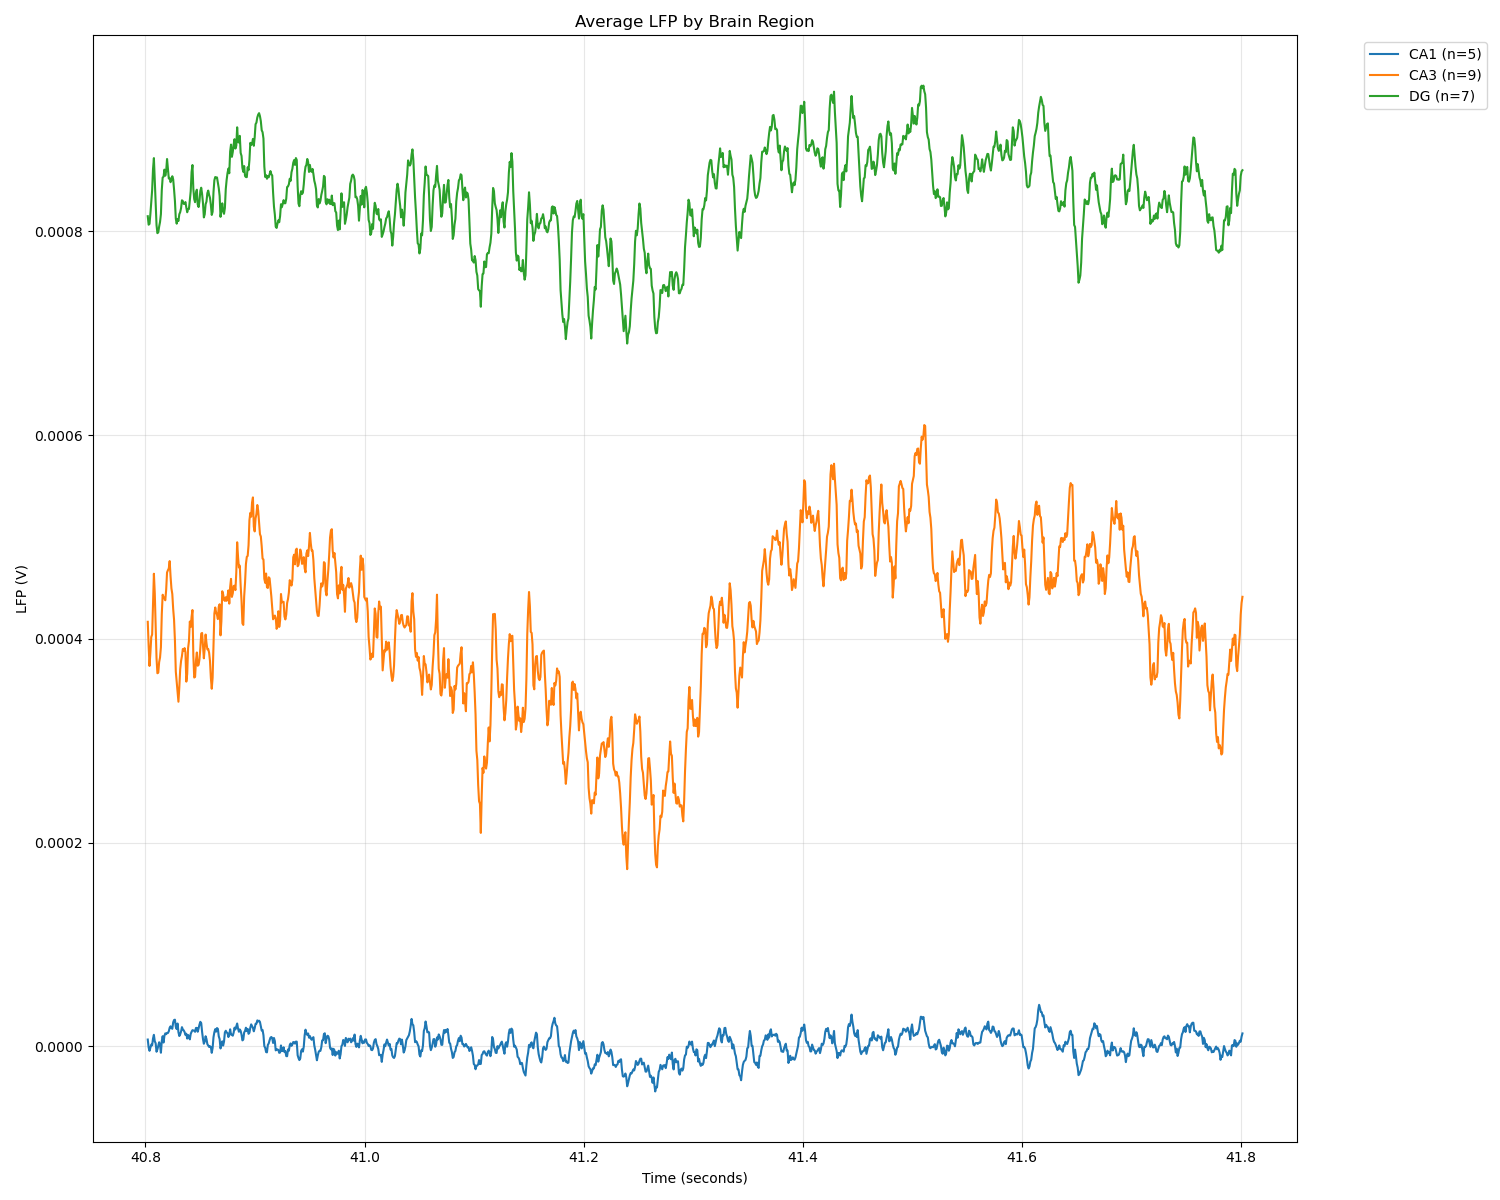 Average LFP by Brain Region
CA1 (n=5)
CA3 (n=9)
DG (n=7)
LFP (V)
0.0008
0.0006
0.0004
0.0002
0.0000
40.8
41.0
41.2
41.4
41.6
41.8
Time (seconds)